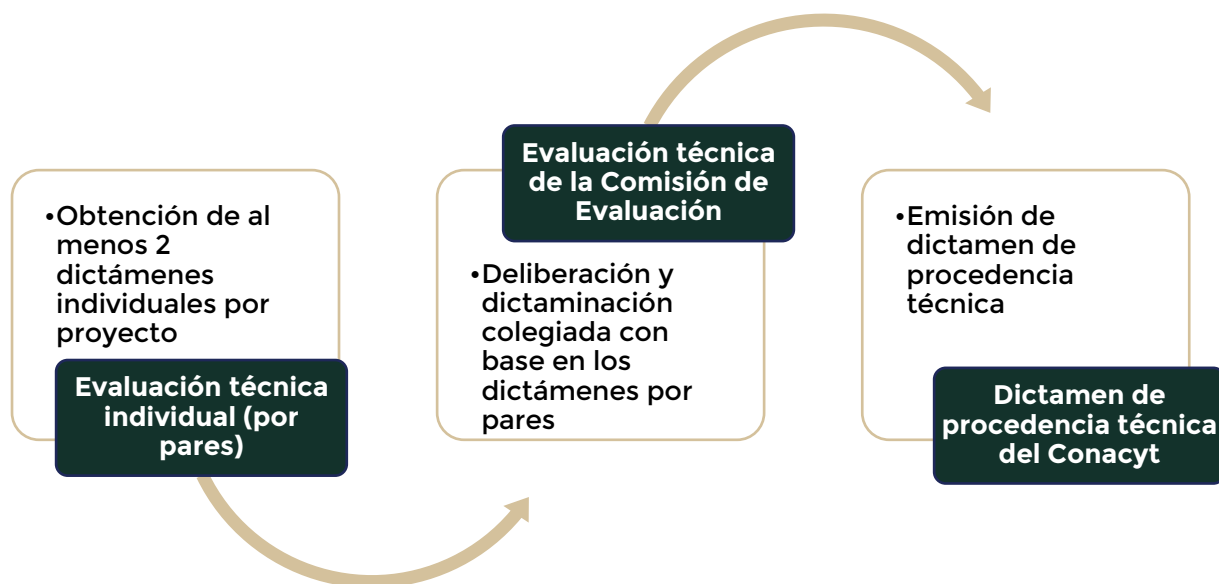 •Obtención de al
menos 2
dictámenes
individuales por
proyecto
Evaluación técnica
individual (por
pares)
Evaluación técnica
de la Comisión de
Evaluación
•Deliberación y
dictaminación
colegiada con
base en los
dictámenes por
pares
•Emisión de
dictamen de
procedencia
técnica
Dictamen de
procedencia técnica
del Conacyt